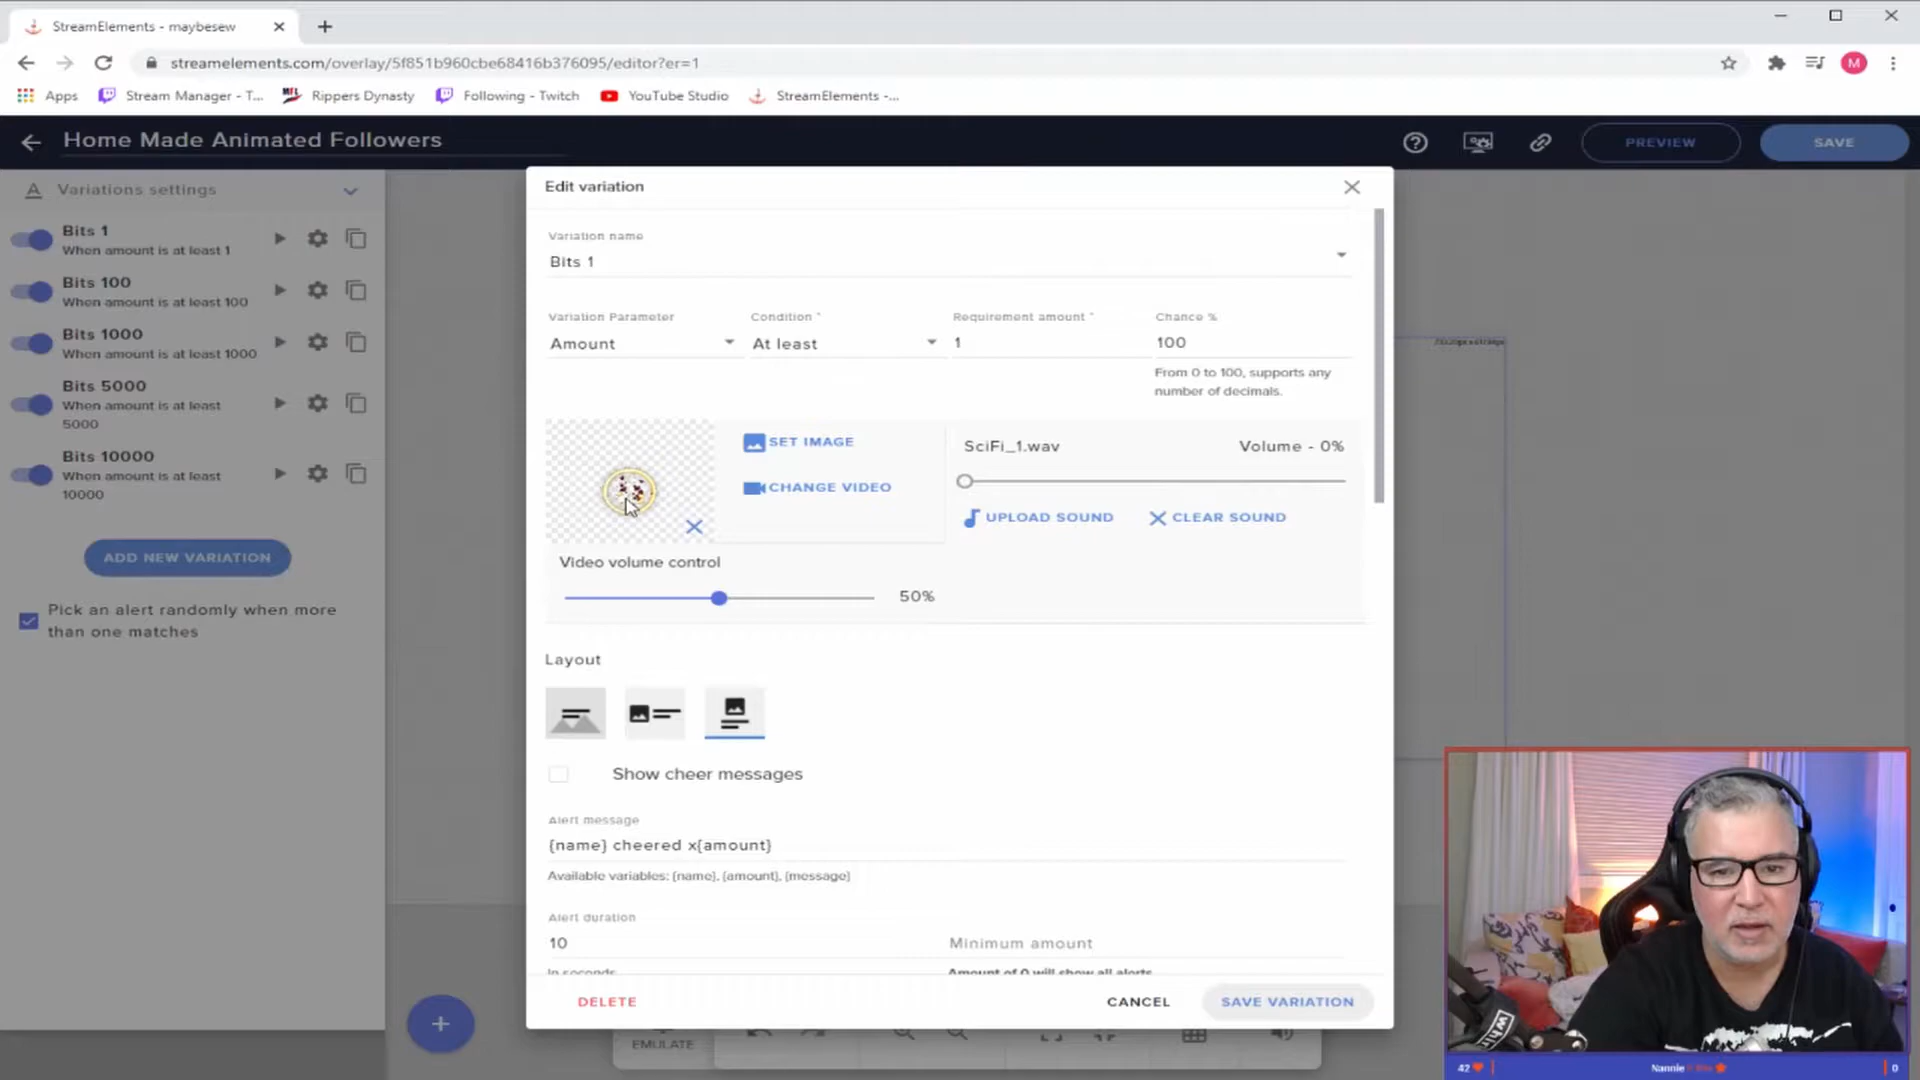 StreamElements - maybesew
streamelements.com/overlay/5f851b960cbe68416b376095/editor?er=1
M
Apps
Stream Manager - T...
Rippers Dynasty
Following - Twitch
YouTube Studio
StreamElements -...
Home Made Animated Followers
PREVIEW
SAVE
Variations settings
Bits 1
When amount is at least 1
Bits 100
When amount is at least 100
Bits 1000
When amount is at least 1000
Bits 5000
When amount is at least
5000
Bits 10000
When amount is at least
10000
ADD NEW VARIATION
Pick an alert randomly when more
than one matches
Edit variation
Variation name
Bits 1
Variation Parameter
Condition *
Requirement amount *
Chance %
Amount
At least
1
100
From 0 to 100, supports any
number of decimals.
SET IMAGE
CHANGE VIDEO
SciFi_1.wav
Volume - 0%
UPLOAD SOUND
CLEAR SOUND
Video volume control
50%
Layout
Show cheer messages
Alert message
{name} cheered x{amount}
Available variables: {name}, {amount}, {message}
Alert duration
10
Minimum amount
In seconds
Amount of 0 will show all alerts
DELETE
CANCEL
SAVE VARIATION
EMULATE
42
Nannie
0